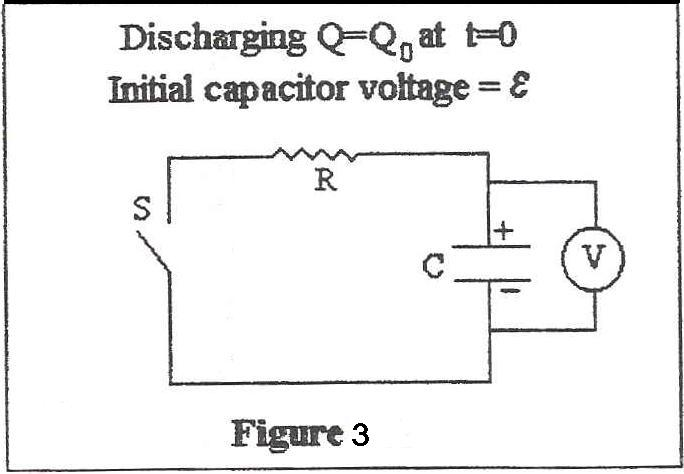 Discharging Q=Q₀ at t=0
Initial capacitor voltage = ℰ
R
S
+
C
V
−
Figure 3